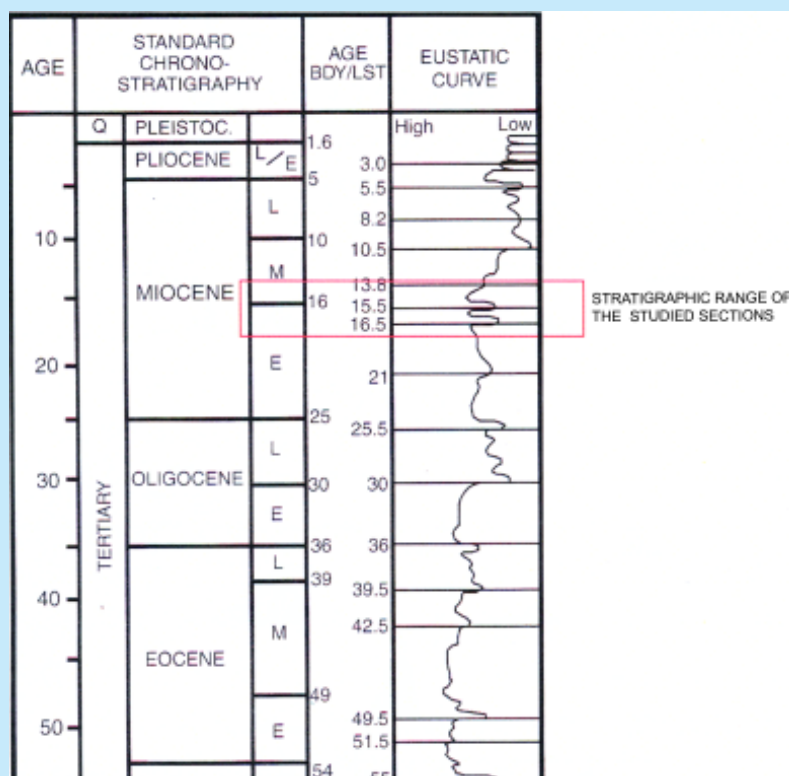 AGE
STANDARD
CHRONO-
STRATIGRAPHY
AGE
BDY/LST
EUSTATIC
CURVE
High Low
Q PLEISTOC.
1.6
PLIOCENE L/E
3.0
5
5.5
L
8.2
10 10
10.5
M
13.8
MIOCENE
16 15.5
STRATIGRAPHIC RANGE OF
THE STUDIED SECTIONS
16.5
20 E
21
25
25.5
L
30 OLIGOCENE 30 30
E
TERTIARY
36 36
L
39
39.5
40
42.5
M
EOCENE
49
49.5
50 E
51.5
54
55